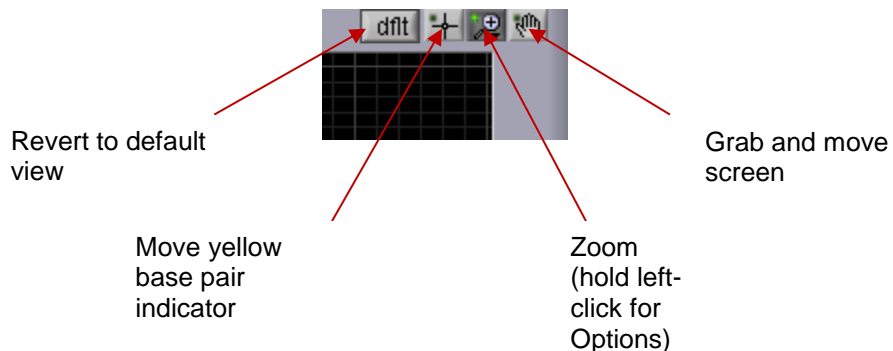 dflt
Revert to default
view
Grab and move
screen
Move yellow
base pair
indicator
Zoom
(hold left-
click for
Options)